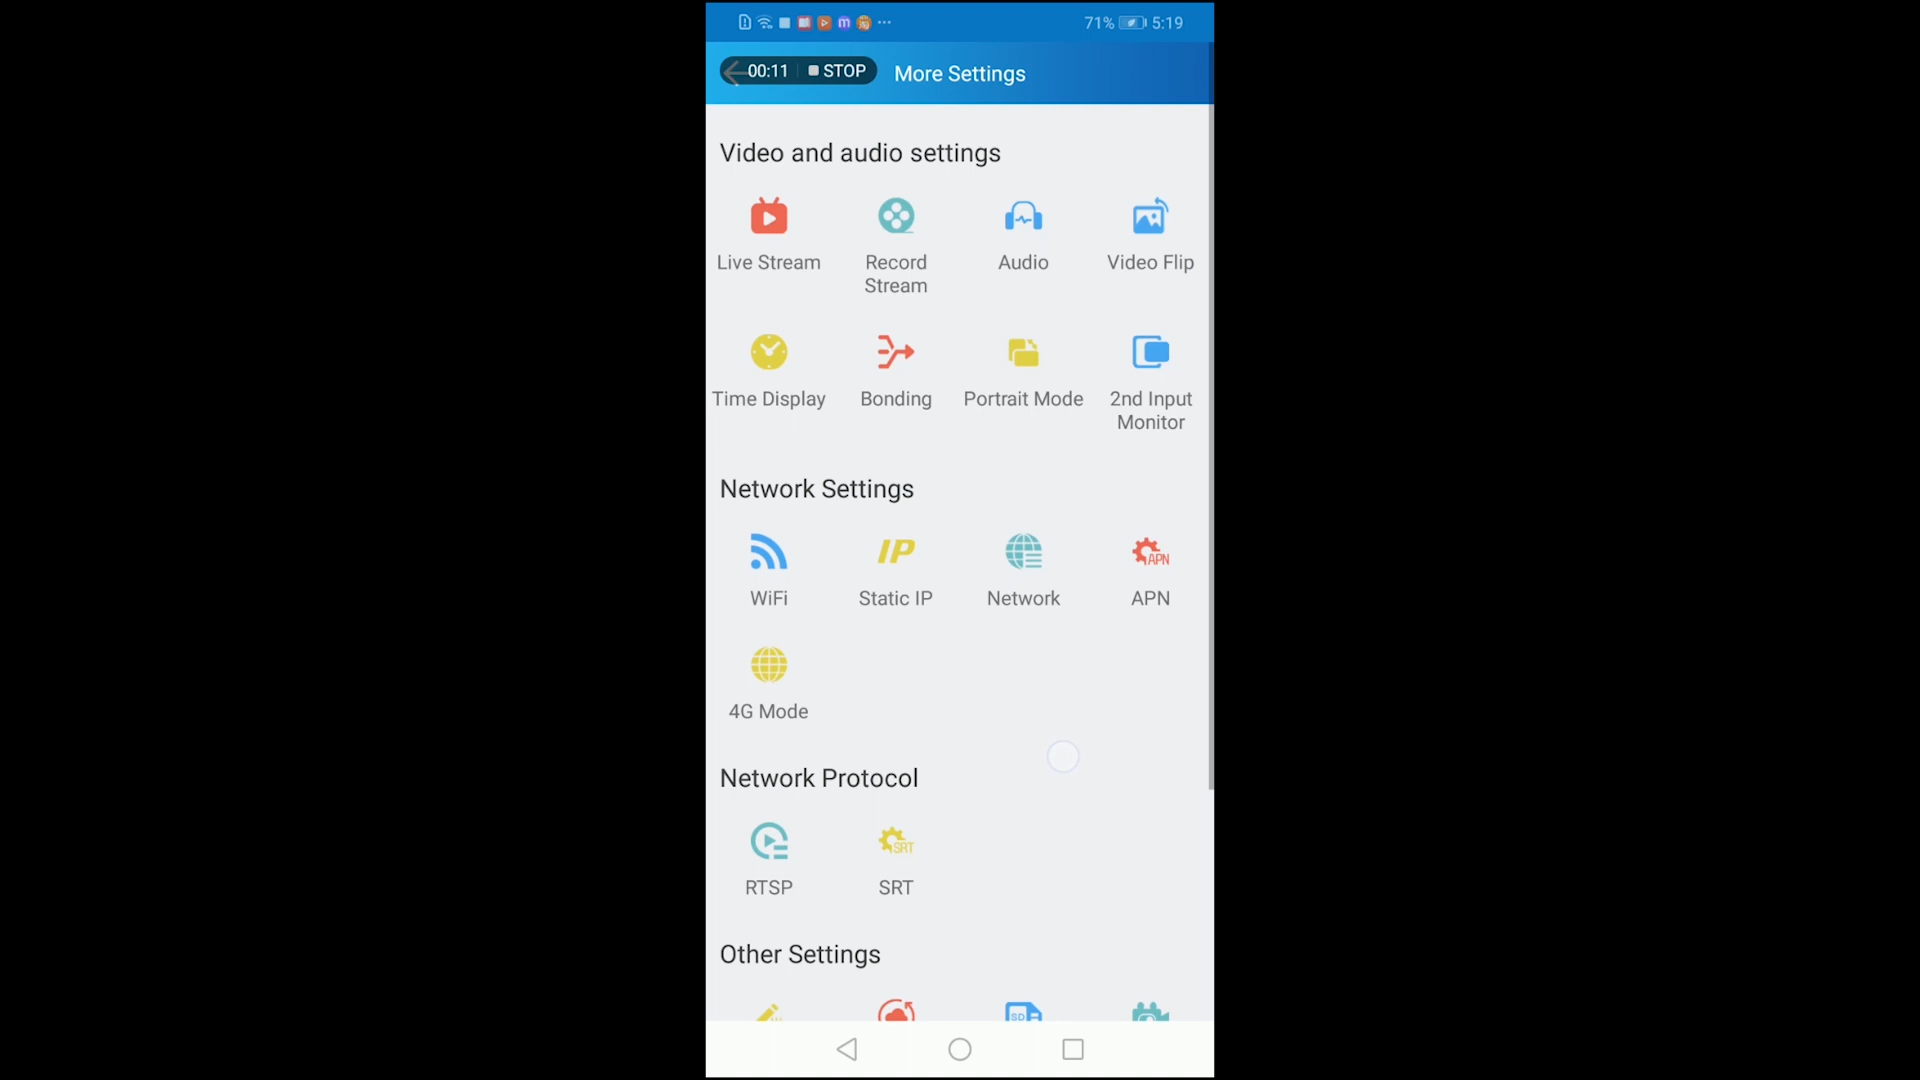 71% 5:19
00:11 STOP More Settings
Video and audio settings
Live Stream Record Stream Audio Video Flip
Time Display Bonding Portrait Mode 2nd Input Monitor
Network Settings
IP APN
WiFi Static IP Network APN
4G Mode
Network Protocol
SRT
RTSP SRT
Other Settings
SD